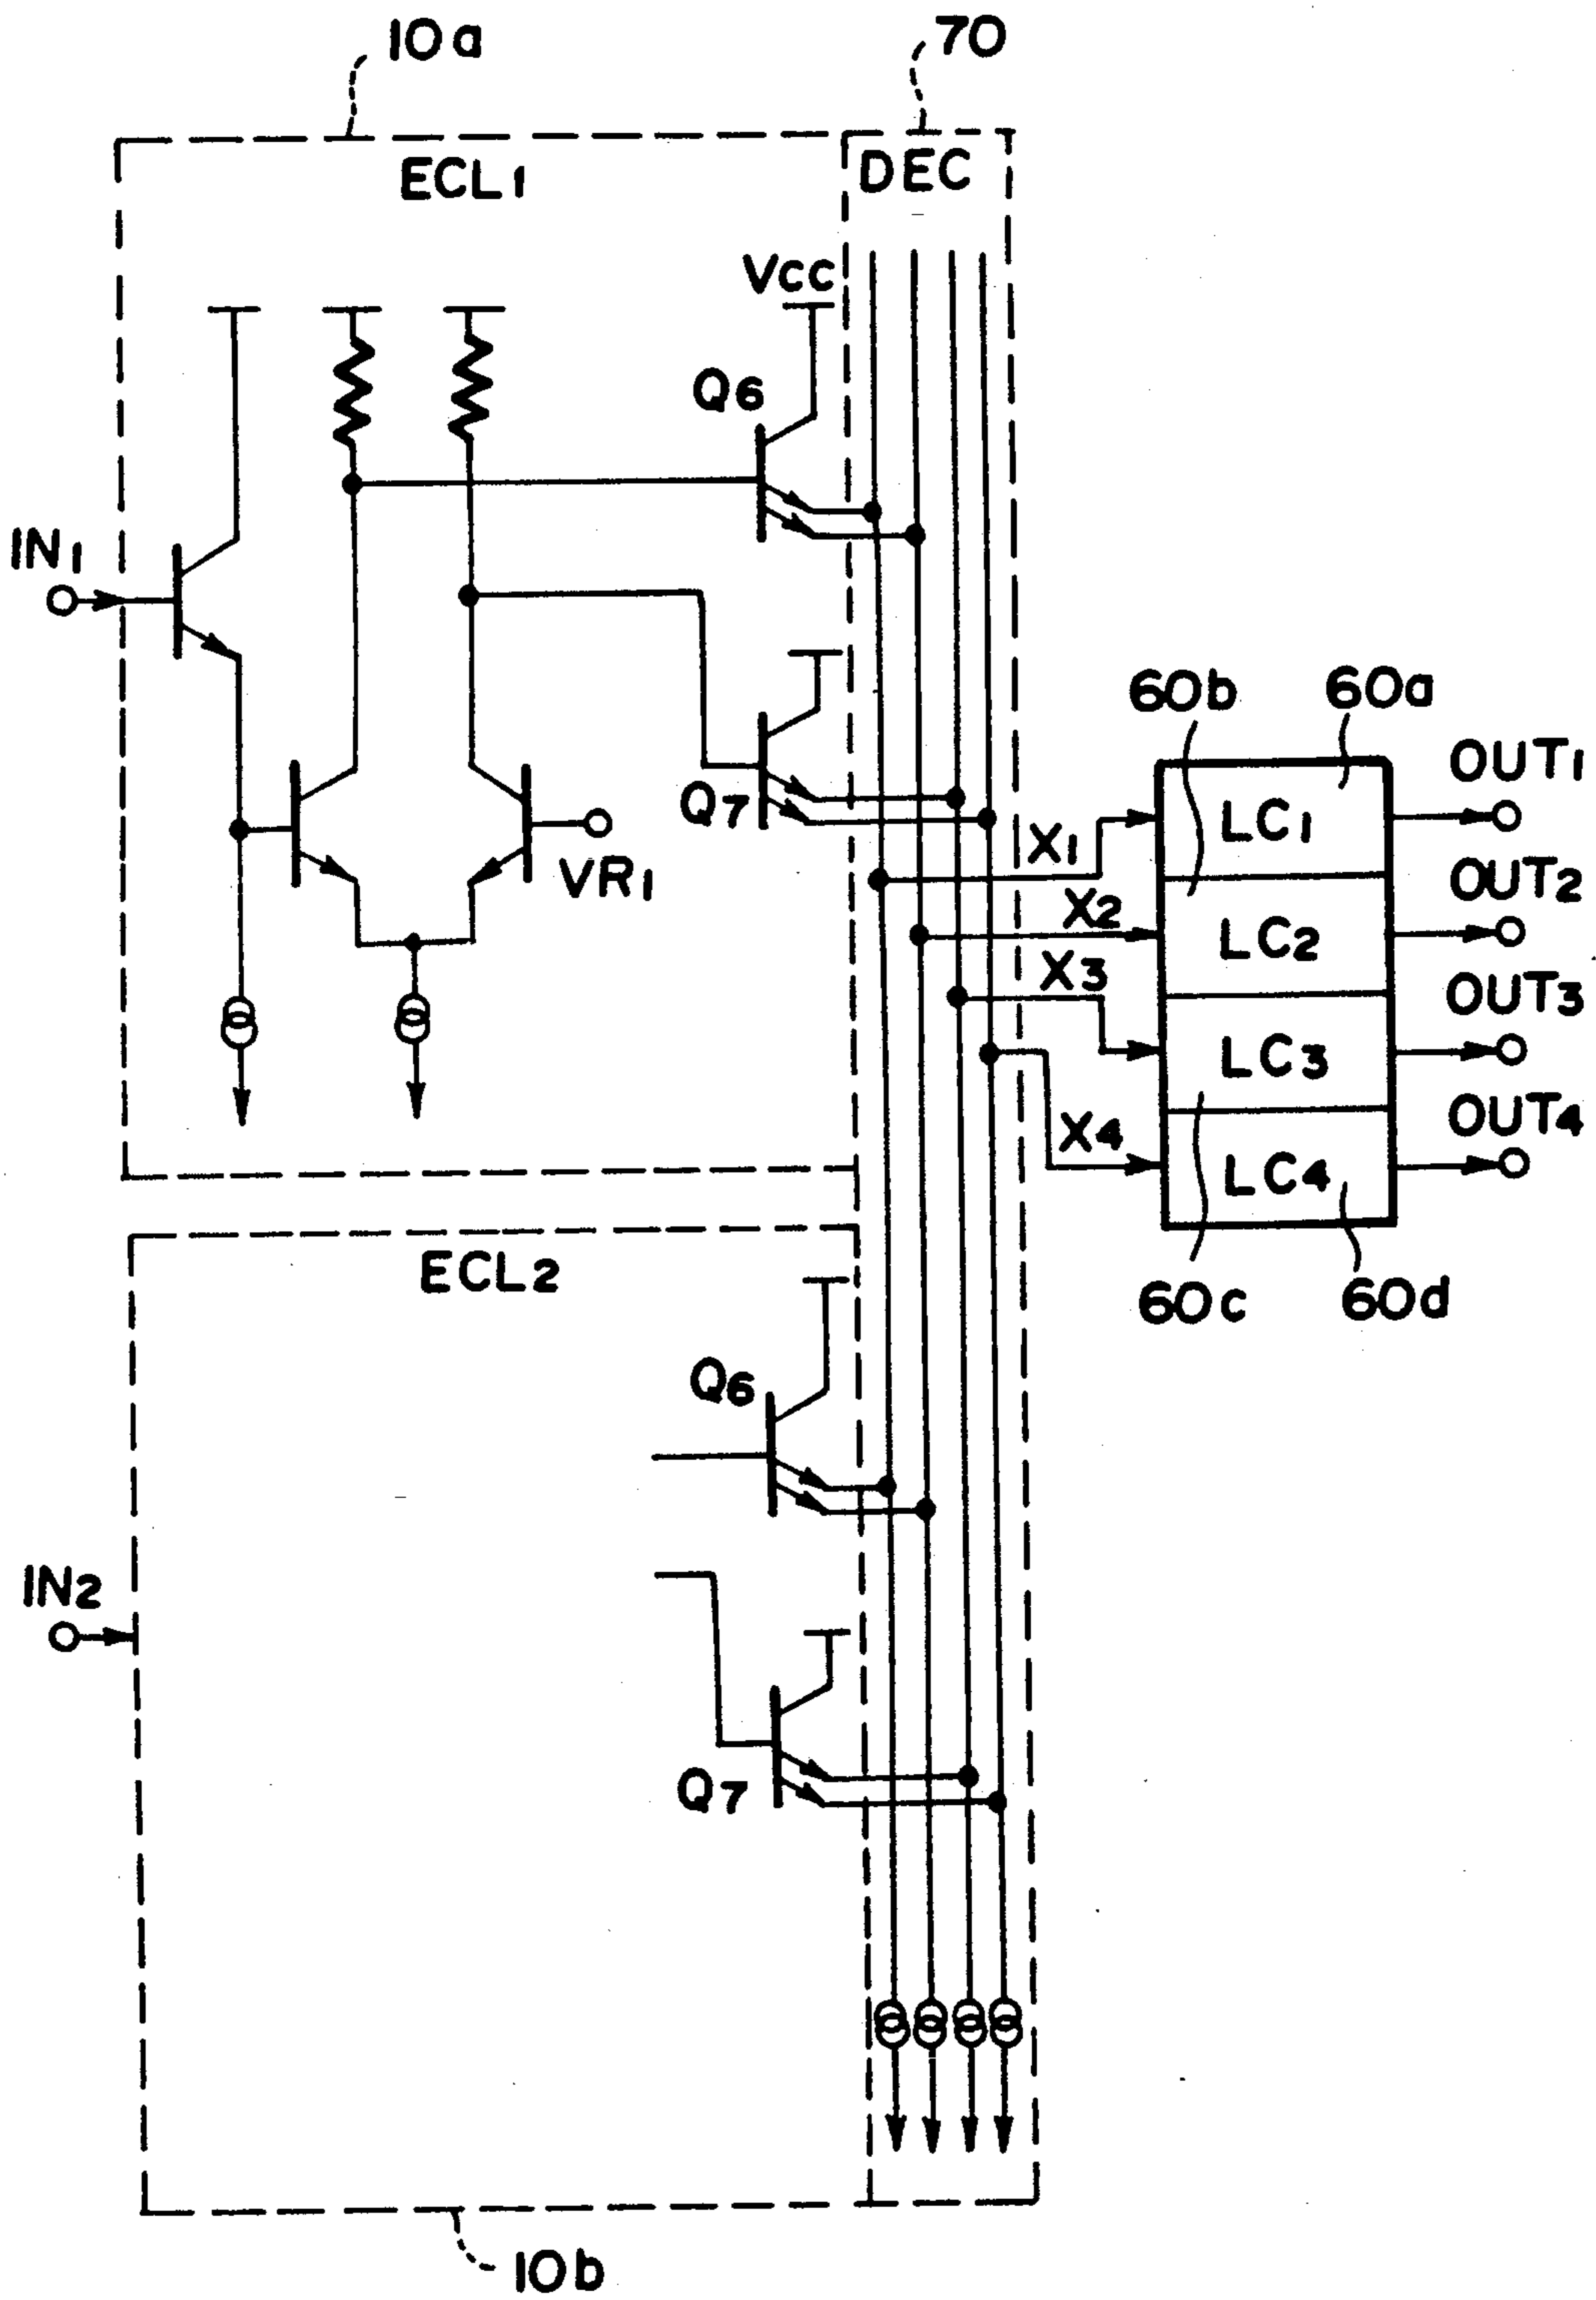 10a
70
ECL1
DEC
Vcc
Q6
IN1
60b
60a
OUT1
Q7
X1
LC1
VR1
OUT2
X2
LC2
X3
OUT3
LC3
X4
OUT4
LC4
ECL2
60c
60d
Q6
IN2
Q7
10b